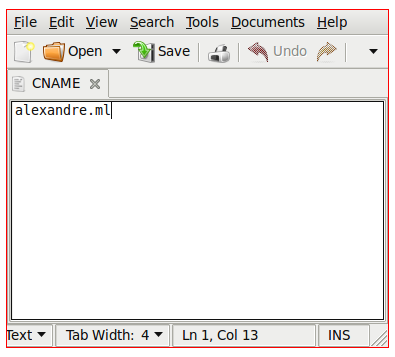 File Edit View Search Tools Documents Help
Open Save Undo
CNAME
alexandre.ml
Text Tab Width: 4 Ln 1, Col 13 INS